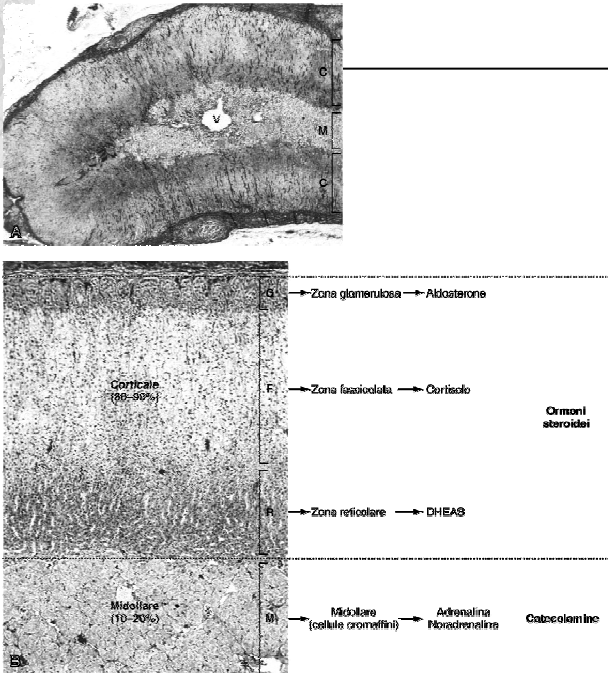 C
V
M
C
A
G
Zona glomerulosa
Aldosterone
Corticale
(80–90%)
F
Zona fascicolata
Cortisolo
Ormoni
steroidei
R
Zona reticolare
DHEAS
Midollare
(10–20%)
M
Midollare
(cellule cromaffini)
Adrenalina
Noradrenalina
Catecolamine
B